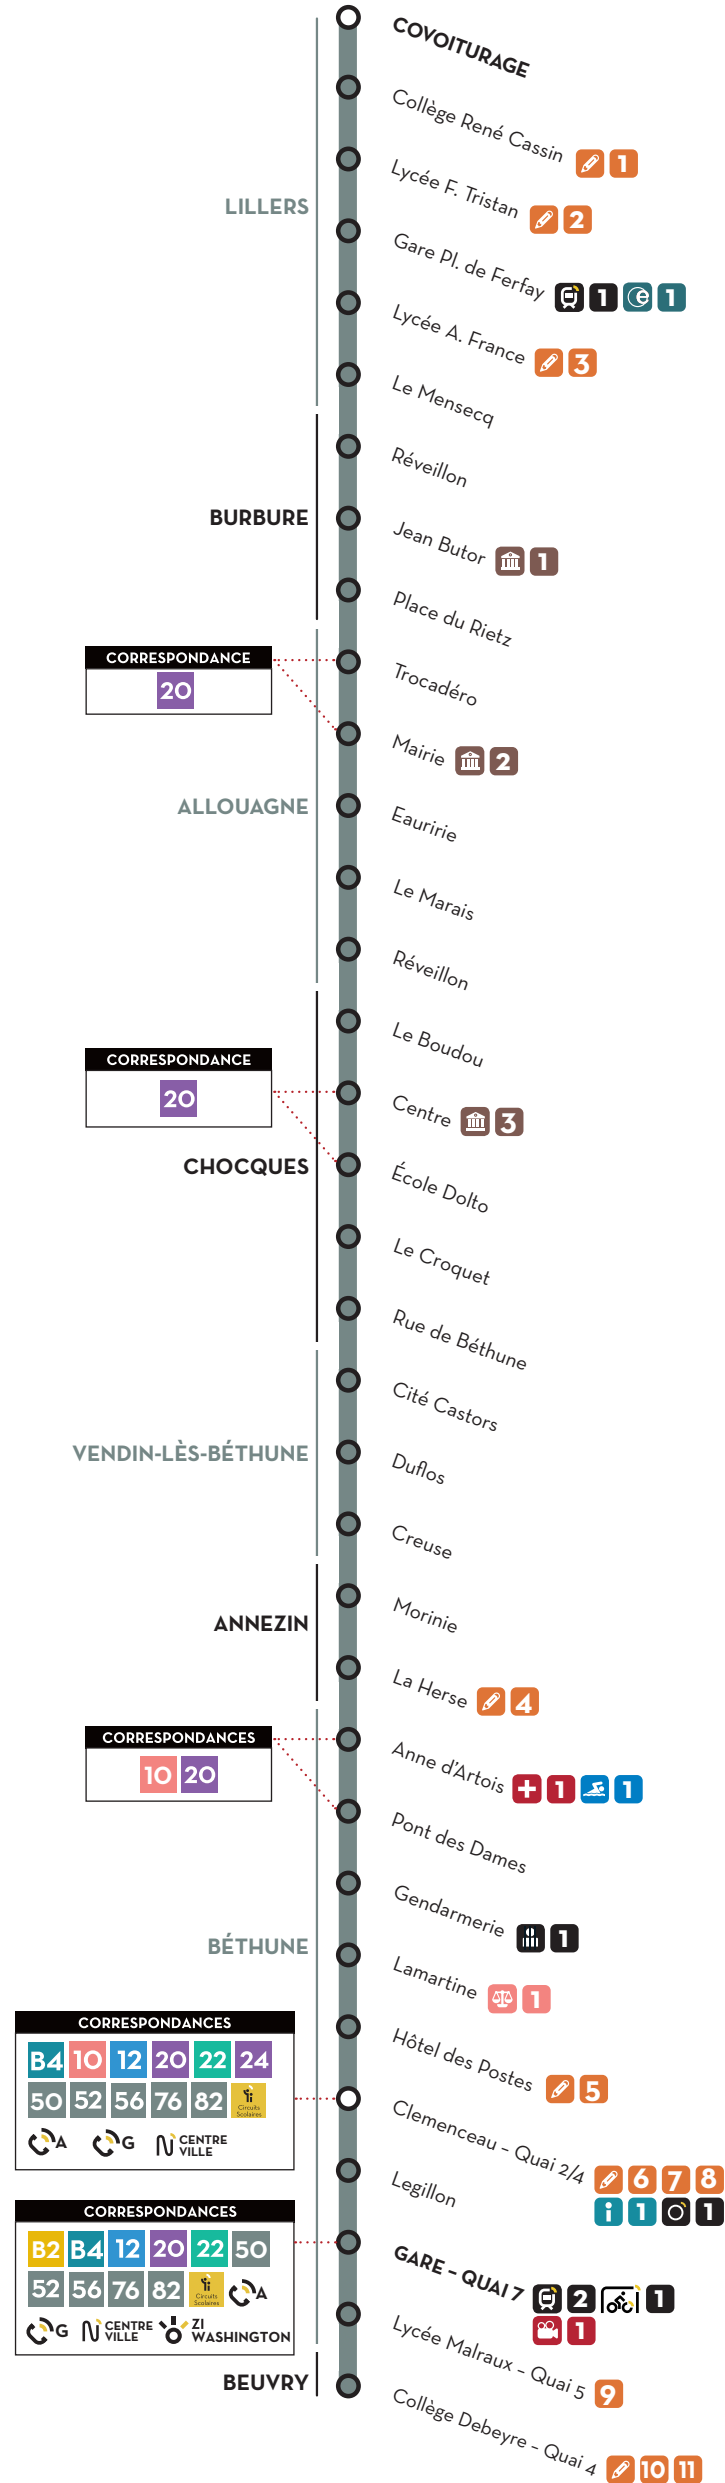 COVOITURAGE
Collège René Cassin 1
Lycée F. Tristan 2
LILLERS
Gare Pl. de Ferfay 1 e 1
Lycée A. France 3
Le Mensecq
Réveillon
BURBURE
Jean Butor 1
Place du Rietz
CORRESPONDANCE
20
Trocadéro
Mairie 2
ALLOUAGNE
Eauririe
Le Marais
Réveillon
Le Boudou
CORRESPONDANCE
20
Centre 3
CHOCQUES
École Dolto
Le Croquet
Rue de Béthune
Cité Castors
VENDIN-LÈS-BÉTHUNE
Duflos
Creuse
ANNEZIN
Morinie
La Herse 4
CORRESPONDANCES
10 20
Anne d'Artois 1 1
Pont des Dames
Gendarmerie 1
BÉTHUNE
Lamartine 1
Hôtel des Postes 5
CORRESPONDANCES
B4 10 12 20 22 24
50 52 56 76 82 Circuits Scolaires
A G CENTRE VILLE
Clemenceau - Quai 2/4 6 7 8
i 1 1
Legillon
CORRESPONDANCES
B2 B4 12 20 22 50
52 56 76 82 Circuits Scolaires A
G CENTRE VILLE ZI WASHINGTON
GARE - QUAI 7 2 1
1
Lycée Malraux - Quai 5 9
BEUVRY
Collège Debeyre - Quai 4 10 11